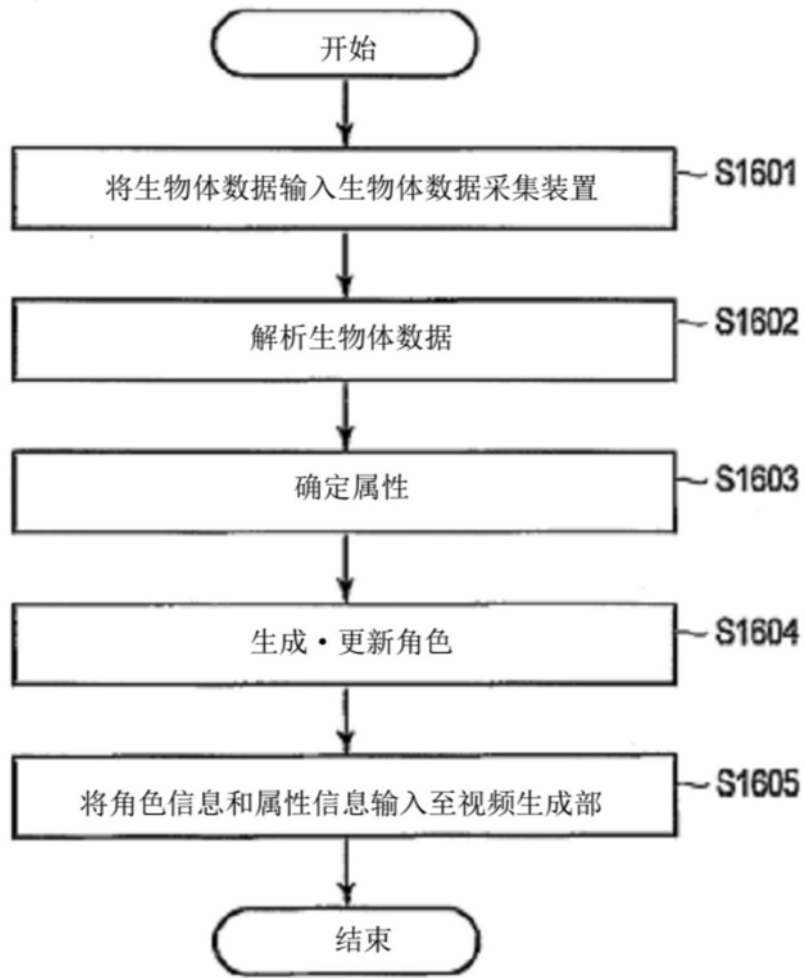 开始
将生物体数据输入生物体数据采集装置
S1601
解析生物体数据
S1602
确定属性
S1603
生成·更新角色
S1604
将角色信息和属性信息输入至视频生成部
S1605
结束